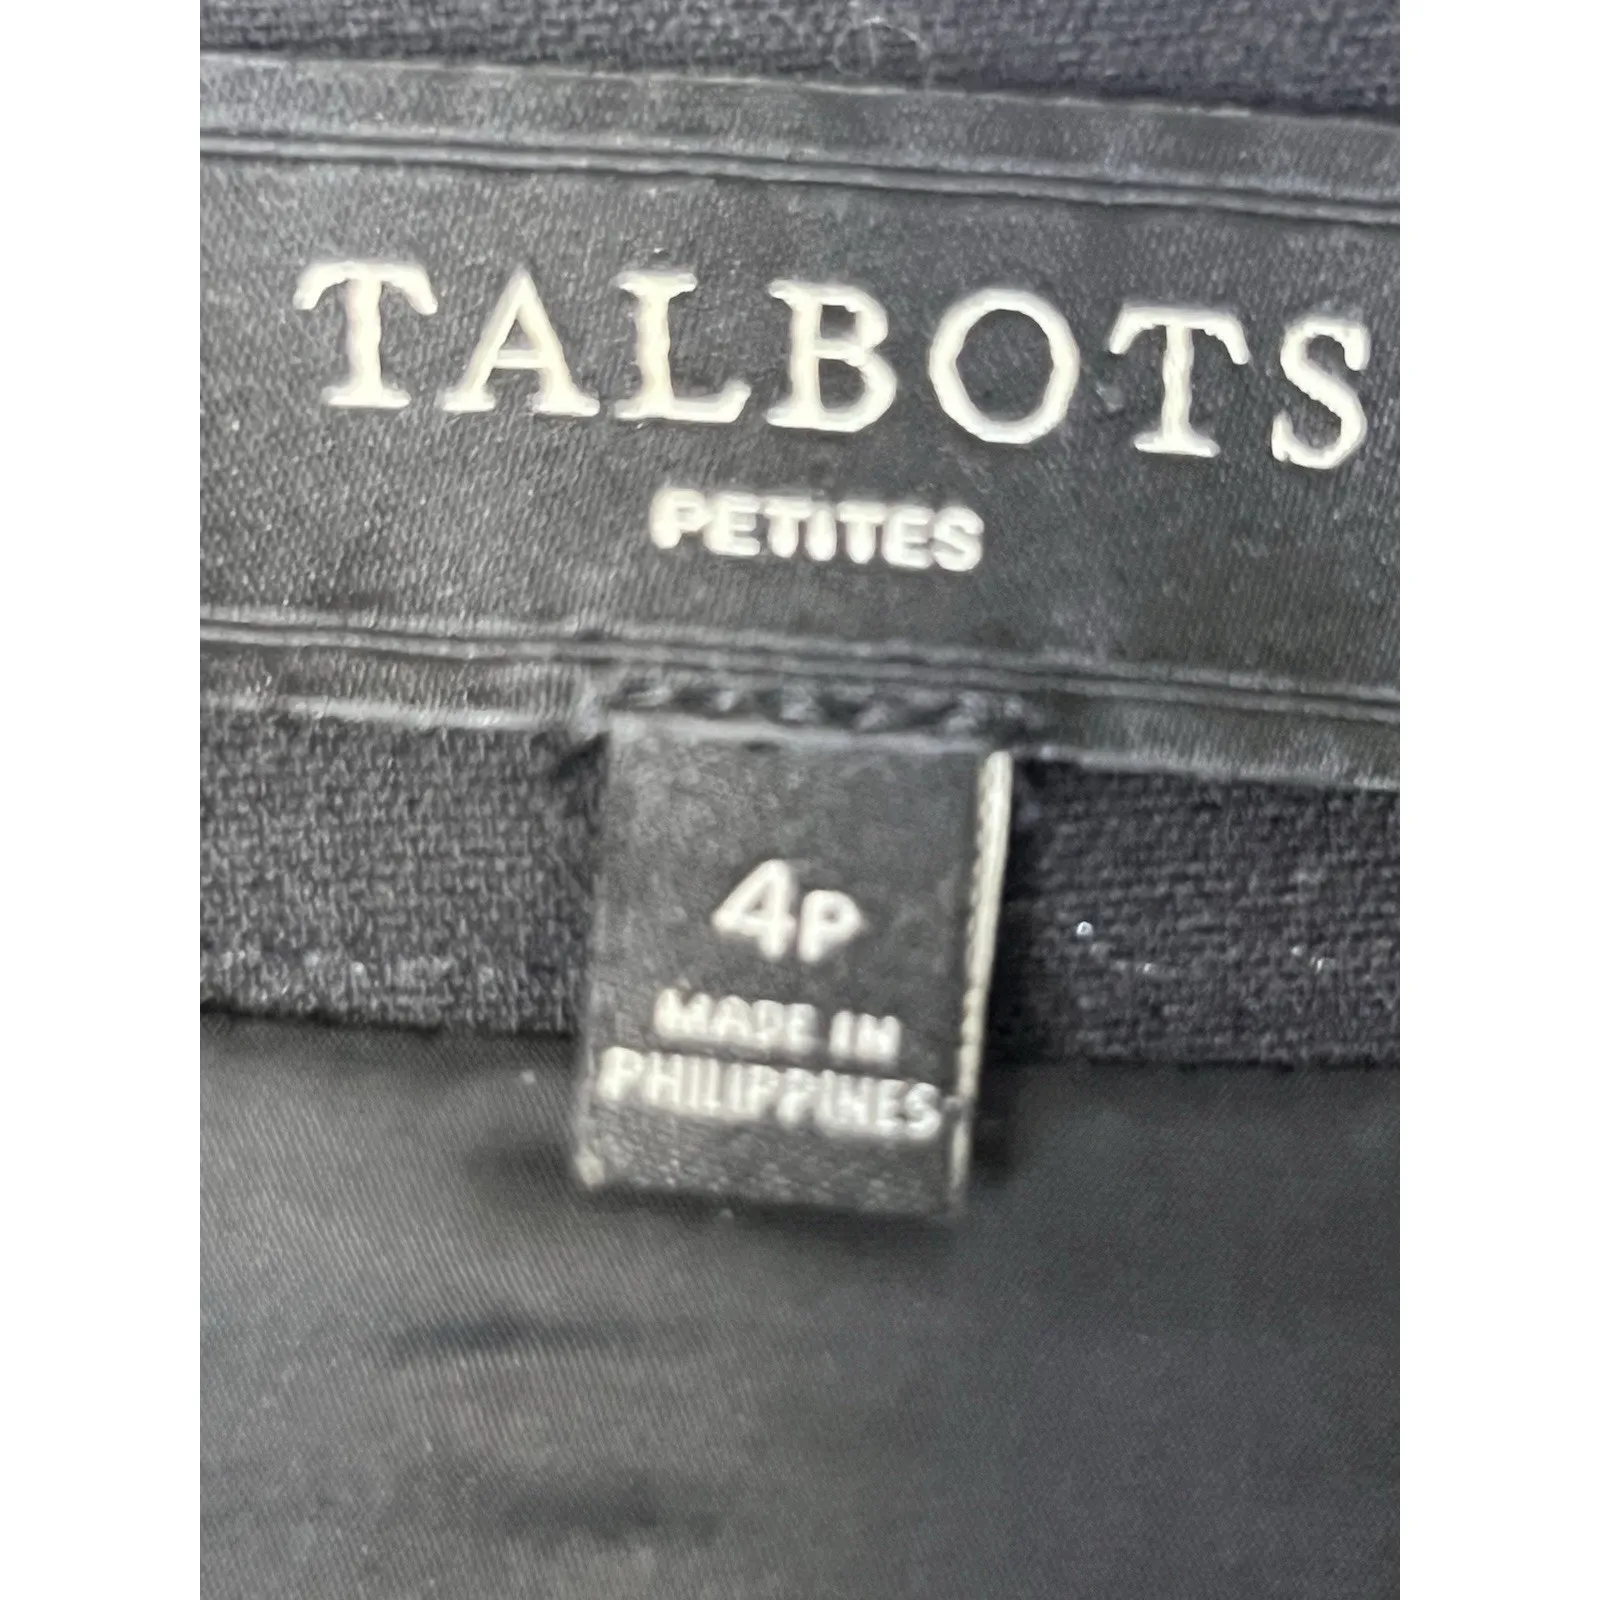 TALBOTS
PETITES
4P
MADE IN
PHILIPPINES